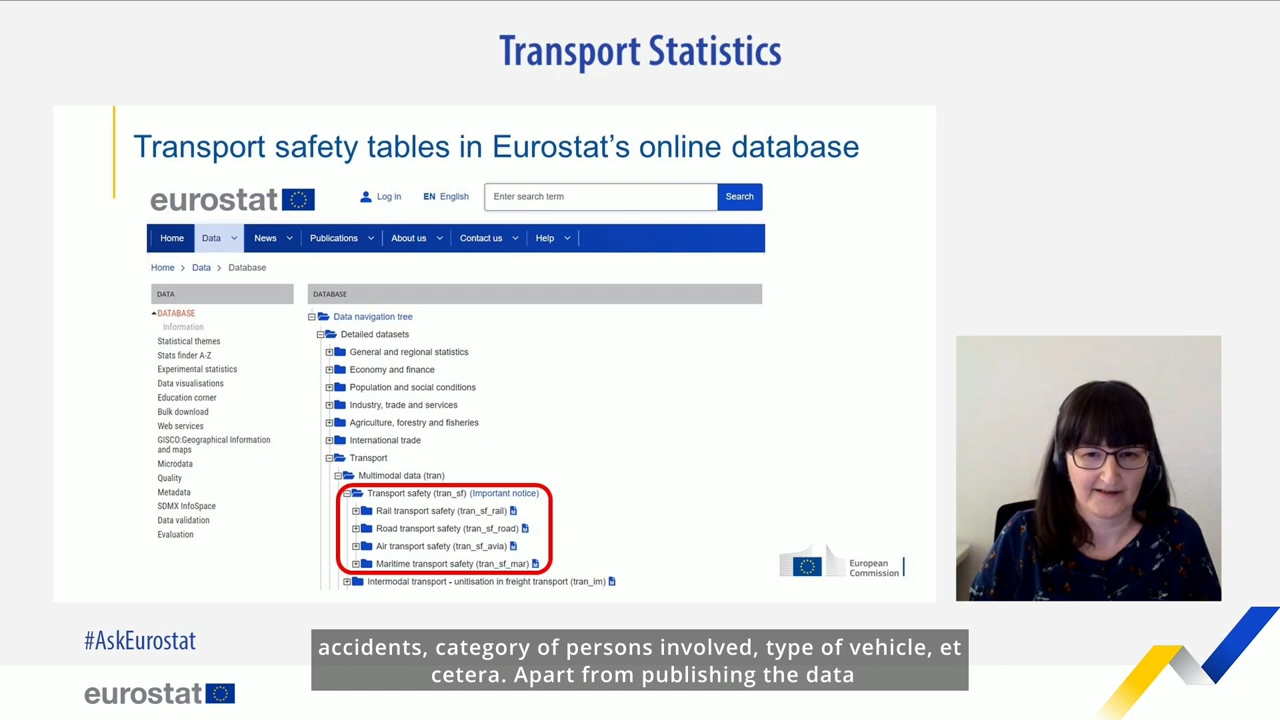 Transport Statistics
Transport safety tables in Eurostat's online database
eurostat
Log in
EN English
Enter search term
Search
Home
Data
News
Publications
About us
Contact us
Help
Home > Data > Database
DATA
DATABASE
Information
Statistical themes
Stats finder A-Z
Experimental statistics
Data visualisations
Education corner
Bulk download
Web services
GISCO:Geographical Information
and maps
Microdata
Quality
Metadata
SDMX InfoSpace
Data validation
Evaluation
DATABASE
Data navigation tree
Detailed datasets
General and regional statistics
Economy and finance
Population and social conditions
Industry, trade and services
Agriculture, forestry and fisheries
International trade
Transport
Multimodal data (tran)
Transport safety (tran_sf) (Important notice)
Rail transport safety (tran_sf_rail)
Road transport safety (tran_sf_road)
Air transport safety (tran_sf_avia)
Maritime transport safety (tran_sf_mar)
Intermodal transport - unitisation in freight transport (tran_im)
European
Commission
#AskEurostat
accidents, category of persons involved, type of vehicle, et
cetera. Apart from publishing the data
eurostat